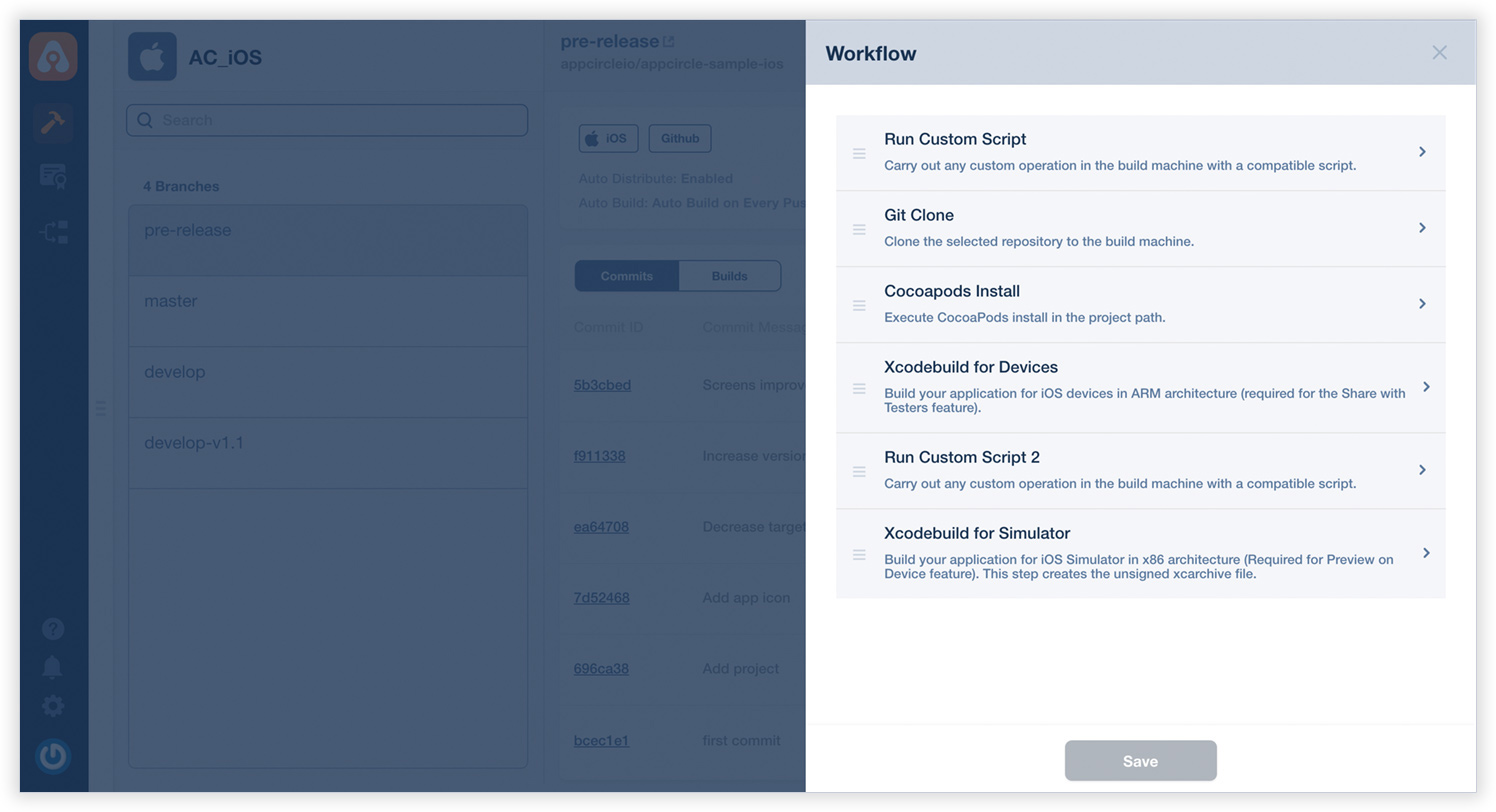 AC_iOS
Search
4 Branches
pre-release
master
develop
develop-v1.1
pre-release
appcircleio/appcircle-sample-ios
iOS
Github
Auto Distribute: Enabled
Auto Build: Auto Build on Every Pus
Commits
Builds
Commit ID
Commit Messa
5b3cbed
Screens improv
f911338
Increase version
ea64708
Decrease target
7d52468
Add app icon
696ca38
Add project
bcec1e1
first commit
Workflow
Run Custom Script
Carry out any custom operation in the build machine with a compatible script.
Git Clone
Clone the selected repository to the build machine.
Cocoapods Install
Execute CocoaPods install in the project path.
Xcodebuild for Devices
Build your application for iOS devices in ARM architecture (required for the Share with
Testers feature).
Run Custom Script 2
Carry out any custom operation in the build machine with a compatible script.
Xcodebuild for Simulator
Build your application for iOS Simulator in x86 architecture (Required for Preview on
Device feature). This step creates the unsigned xcarchive file.
Save